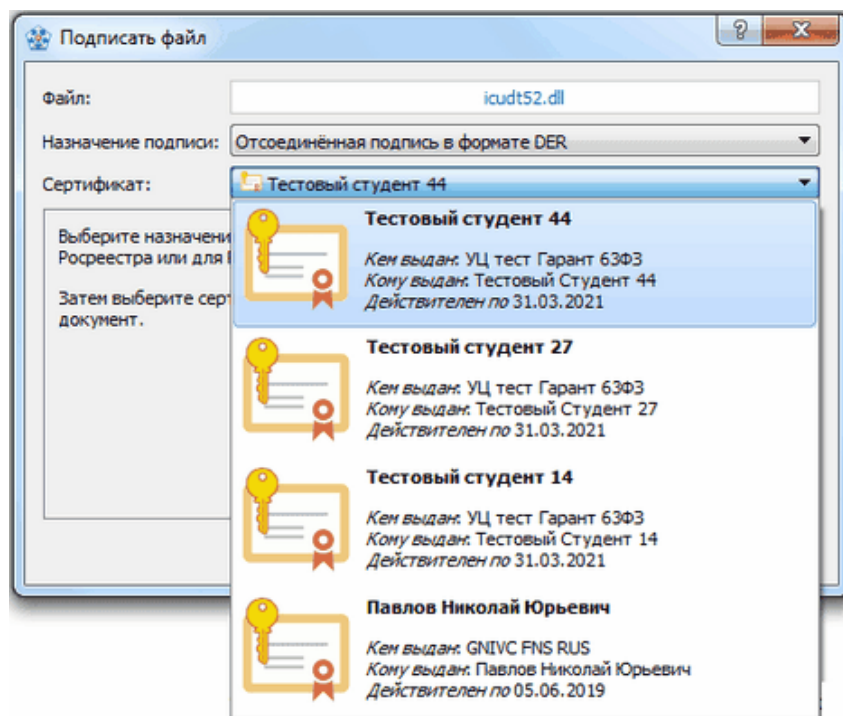 Подписать файл
Файл:
icudt52.dll
Назначение подписи:
Отсоединённая подпись в формате DER
Сертификат:
Тестовый студент 44
Выберите назначени
Росреестра или для
Затем выберите серт
документ.
Тестовый студент 44
Кем выдан: УЦ тест Гарант 63ФЗ
Кому выдан: Тестовый Студент 44
Действителен по 31.03.2021
Тестовый студент 27
Кем выдан: УЦ тест Гарант 63ФЗ
Кому выдан: Тестовый Студент 27
Действителен по 31.03.2021
Тестовый студент 14
Кем выдан: УЦ тест Гарант 63ФЗ
Кому выдан: Тестовый Студент 14
Действителен по 31.03.2021
Павлов Николай Юрьевич
Кем выдан: GNIVC FNS RUS
Кому выдан: Павлов Николай Юрьевич
Действителен по 05.06.2019